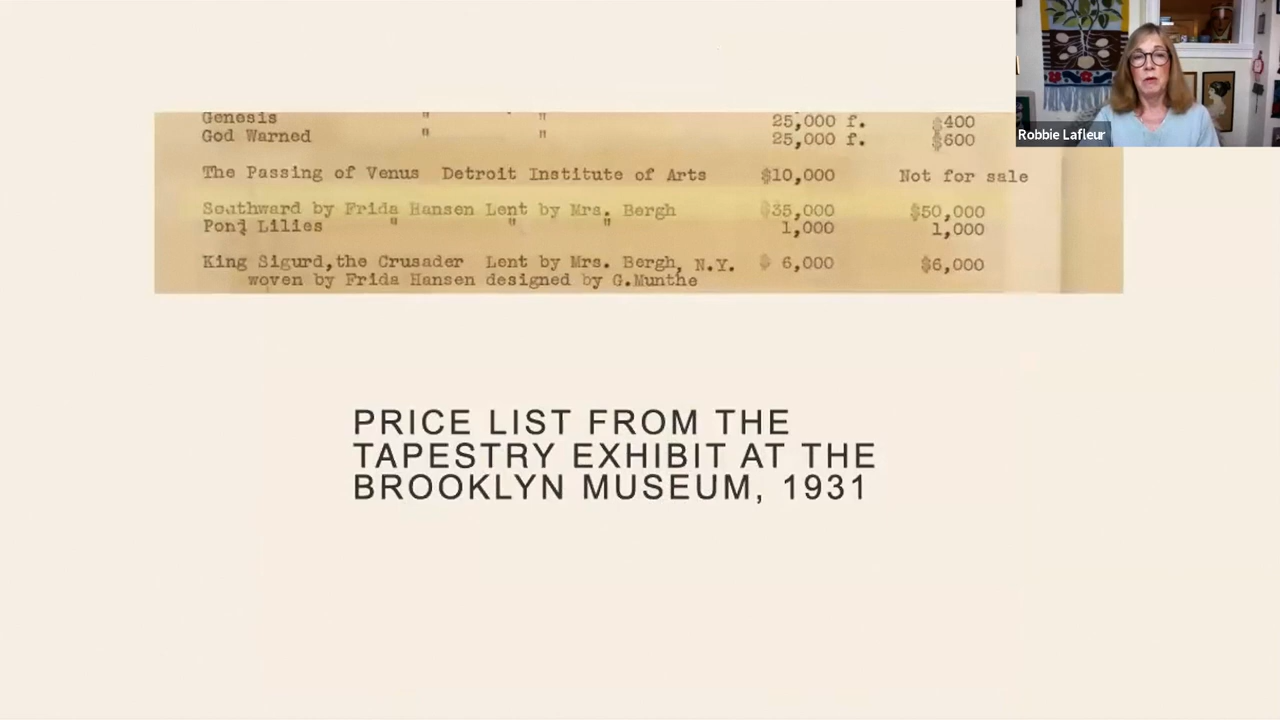 Genesis " " 25,000 f. $400
God Warned " " 25,000 f. $600
The Passing of Venus Detroit Institute of Arts $10,000 Not for sale
Southward by Frida Hansen Lent by Mrs. Bergh $35,000 $50,000
Pond Lilies " " " 1,000 1,000
King Sigurd, the Crusader Lent by Mrs. Bergh, N.Y. $ 6,000 $6,000
woven by Frida Hansen designed by G.Munthe
Robbie Lafleur
PRICE LIST FROM THE
TAPESTRY EXHIBIT AT THE
BROOKLYN MUSEUM, 1931